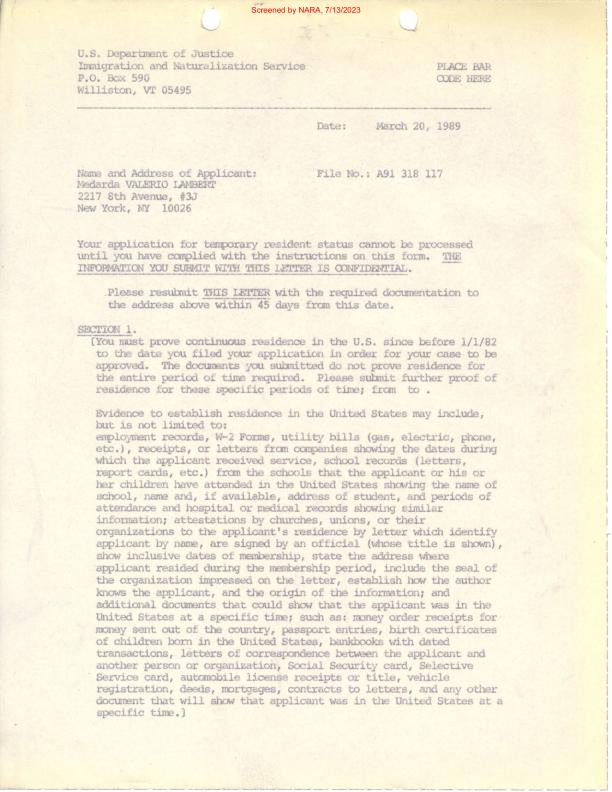 Screened by NARA, 7/13/2023
U.S. Department of Justice
Immigration and Naturalization Service
P.O. Box 590
Williston, VT 05495
PLACE BAR
CODE HERE
Date: March 20, 1989
Name and Address of Applicant:
File No.: A91 318 117
Medarda VALERIO LAMBERT
2217 8th Avenue, #3J
New York, NY 10026
Your application for temporary resident status cannot be processed
until you have complied with the instructions on this form. THE
INFORMATION YOU SUBMIT WITH THIS LETTER IS CONFIDENTIAL.
Please resubmit THIS LETTER with the required documentation to
the address above within 45 days from this date.
SECTION 1.
[You must prove continuous residence in the U.S. since before 1/1/82
to the date you filed your application in order for your case to be
approved. The documents you submitted do not prove residence for
the entire period of time required. Please submit further proof of
residence for these specific periods of time; from to .
Evidence to establish residence in the United States may include,
but is not limited to:
employment records, W-2 Forms, utility bills (gas, electric, phone,
etc.), receipts, or letters from companies showing the dates during
which the applicant received service, school records (letters,
report cards, etc.) from the schools that the applicant or his or
her children have attended in the United States showing the name of
school, name and, if available, address of student, and periods of
attendance and hospital or medical records showing similar
information; attestations by churches, unions, or their
organizations to the applicant's residence by letter which identify
applicant by name, are signed by an official (whose title is shown),
show inclusive dates of membership, state the address where
applicant resided during the membership period, include the seal of
the organization impressed on the letter, establish how the author
knows the applicant, and the origin of the information; and
additional documents that could show that the applicant was in the
United States at a specific time; such as: money order receipts for
money sent out of the country, passport entries, birth certificates
of children born in the United States, bankbooks with dated
transactions, letters of correspondence between the applicant and
another person or organization, Social Security card, Selective
Service card, automobile license receipts or title, vehicle
registration, deeds, mortgages, contracts to letters, and any other
document that will show that applicant was in the United States at a
specific time.]